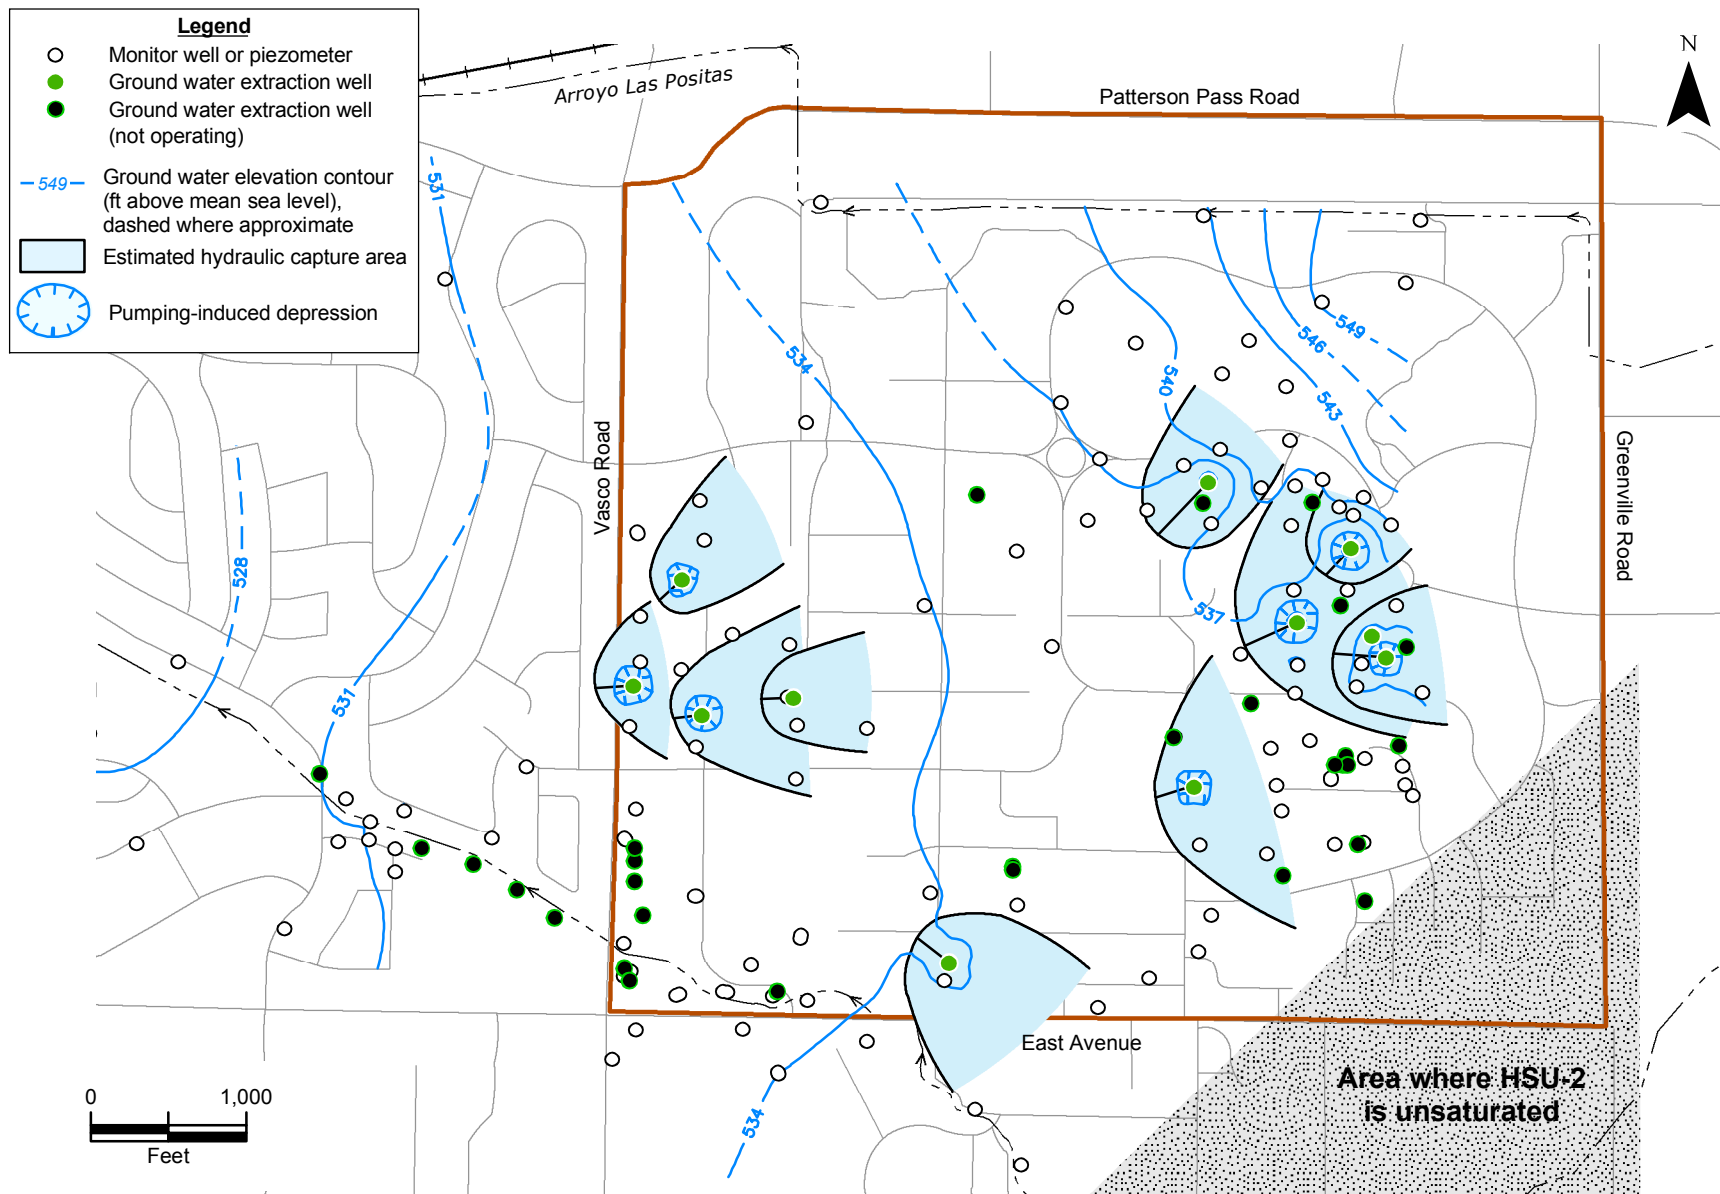 Legend
Monitor well or piezometer
Ground water extraction well
Ground water extraction well
(not operating)
549
Ground water elevation contour
(ft above mean sea level),
dashed where approximate
Estimated hydraulic capture area
Pumping-induced depression
Arroyo Las Positas
Patterson Pass Road
N
531
534
549
546
543
540
537
Vasco Road
Greenville Road
528
531
534
East Avenue
Area where HSU-2
is unsaturated
0 1,000
Feet